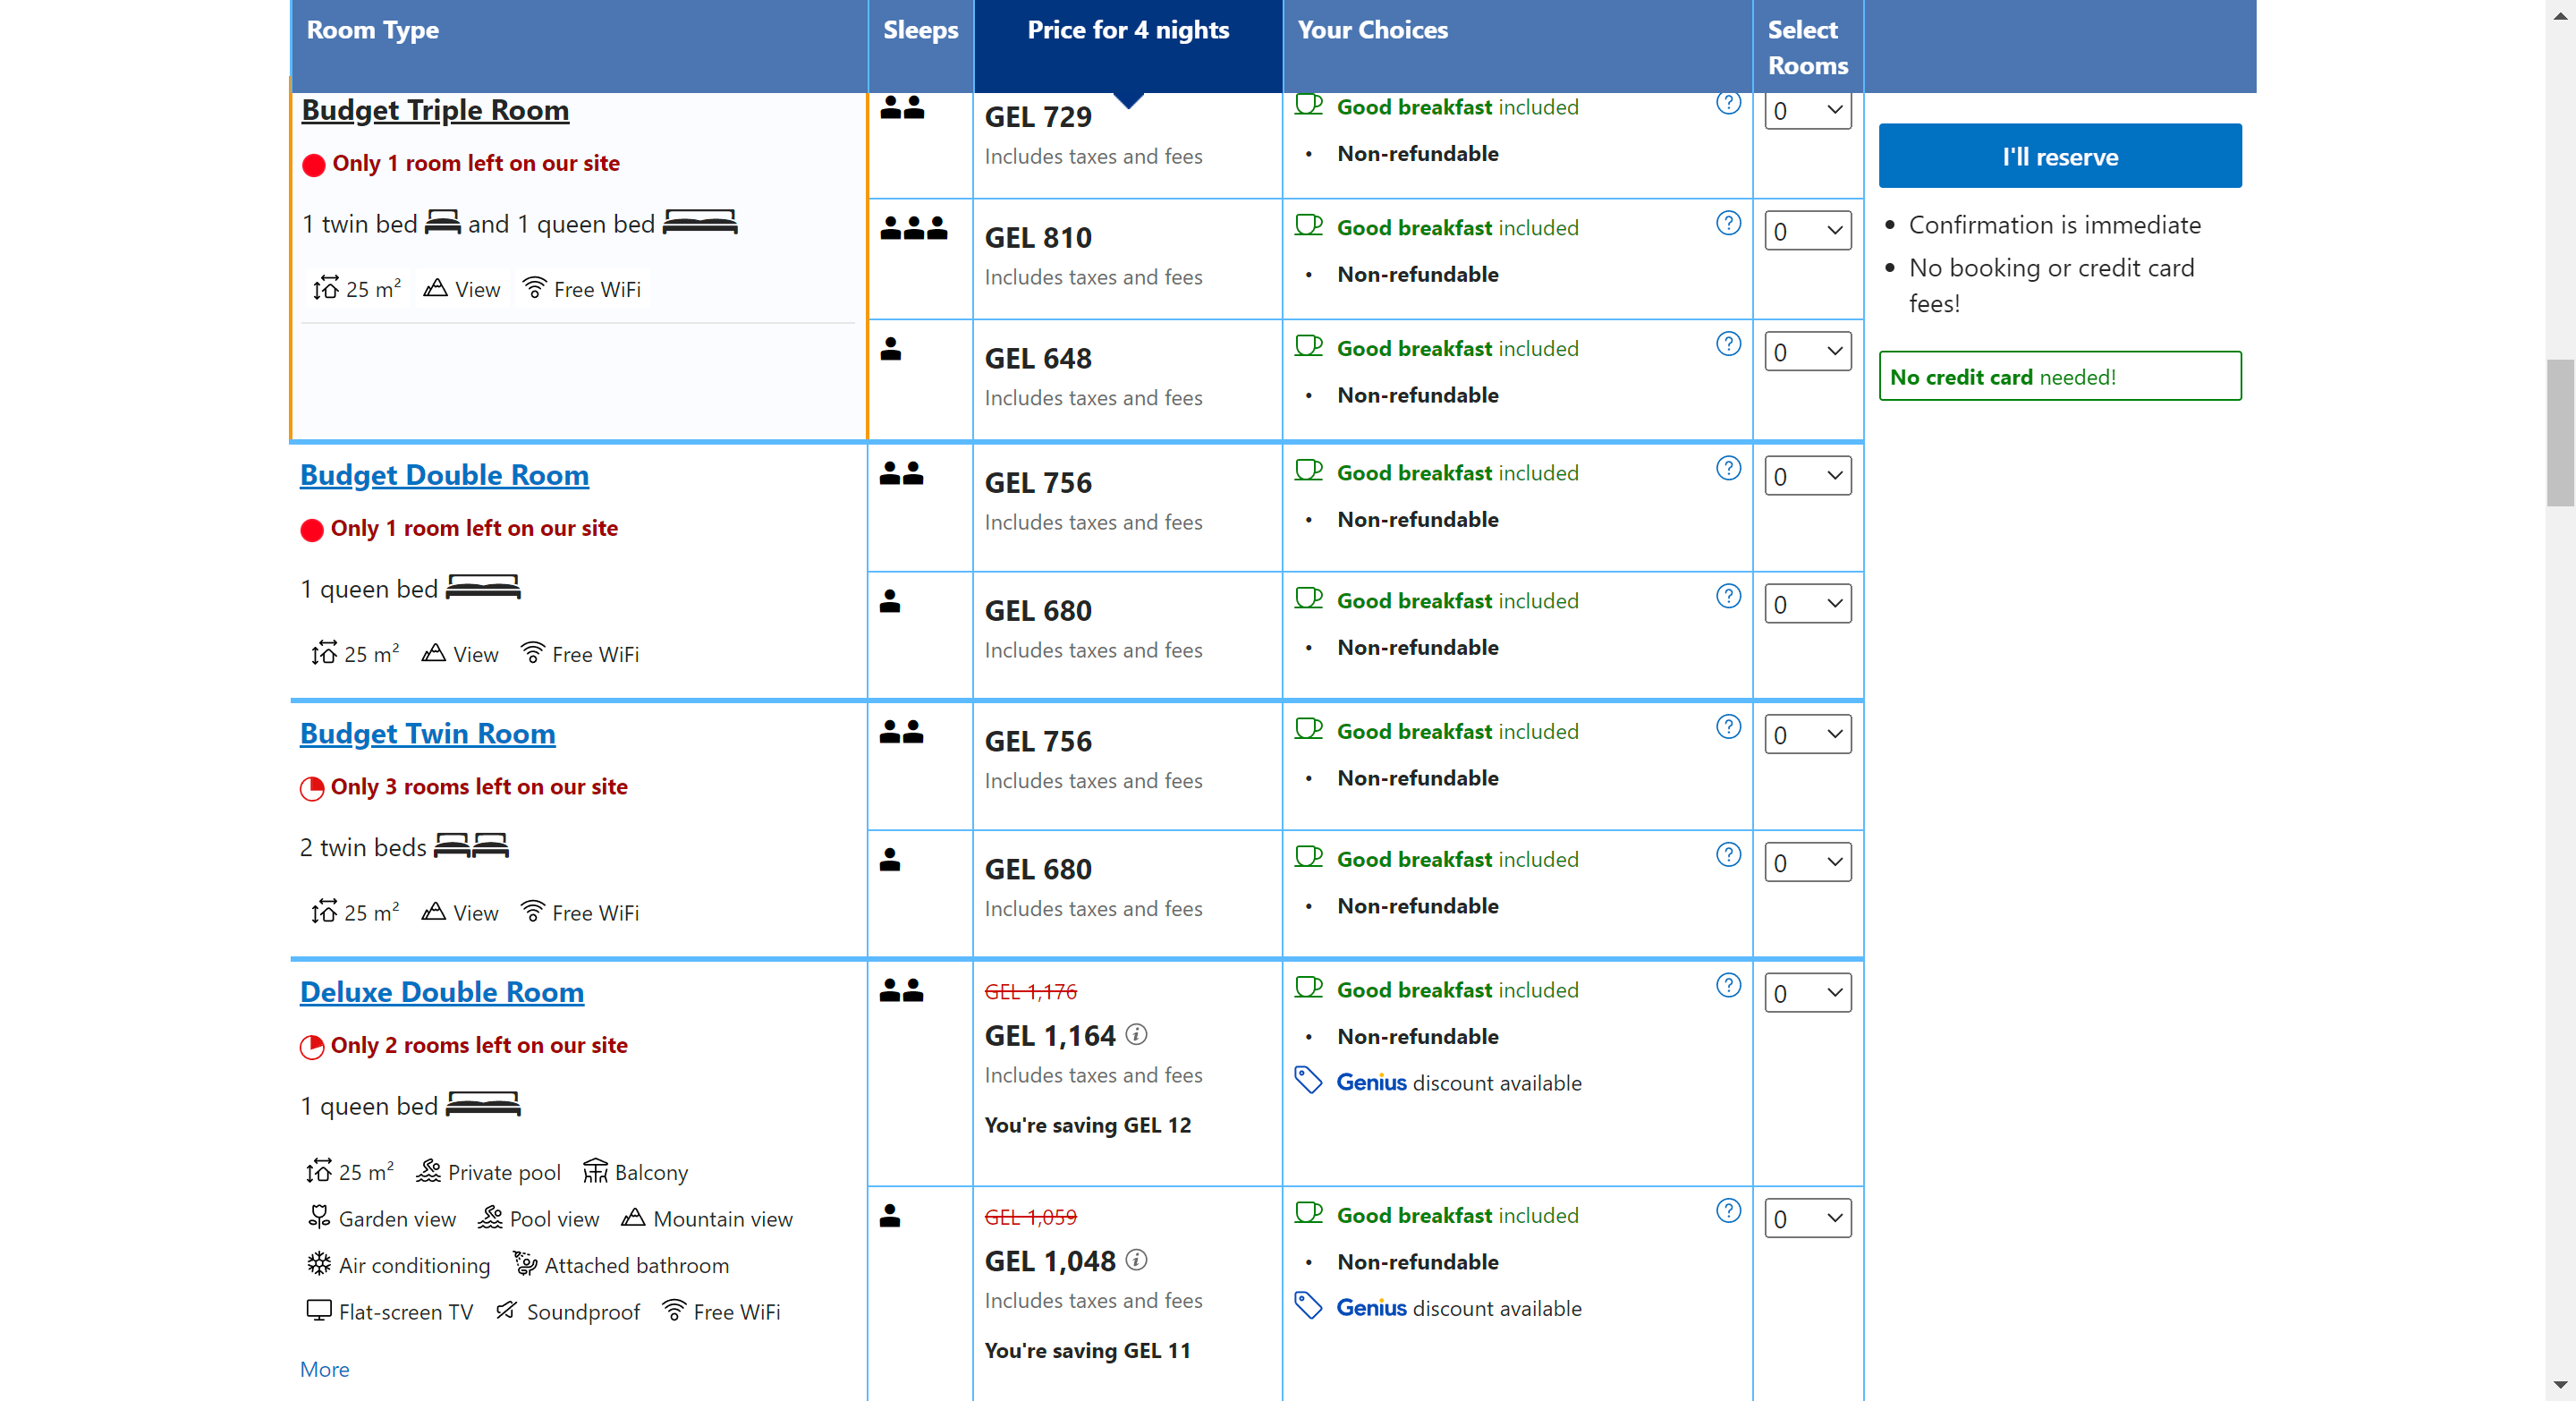 Room Type
Sleeps
Price for 4 nights
Your Choices
Select
Rooms
Budget Triple Room
Only 1 room left on our site
1 twin bed and 1 queen bed
25 m²
View
Free WiFi
GEL 729
Includes taxes and fees
Good breakfast included
• Non-refundable
0
GEL 810
Includes taxes and fees
Good breakfast included
• Non-refundable
0
GEL 648
Includes taxes and fees
Good breakfast included
• Non-refundable
0
I'll reserve
• Confirmation is immediate
• No booking or credit card
fees!
No credit card needed!
Budget Double Room
Only 1 room left on our site
1 queen bed
25 m²
View
Free WiFi
GEL 756
Includes taxes and fees
Good breakfast included
• Non-refundable
0
GEL 680
Includes taxes and fees
Good breakfast included
• Non-refundable
0
Budget Twin Room
Only 3 rooms left on our site
2 twin beds
25 m²
View
Free WiFi
GEL 756
Includes taxes and fees
Good breakfast included
• Non-refundable
0
GEL 680
Includes taxes and fees
Good breakfast included
• Non-refundable
0
Deluxe Double Room
Only 2 rooms left on our site
1 queen bed
25 m²
Private pool
Balcony
Garden view
Pool view
Mountain view
Air conditioning
Attached bathroom
Flat-screen TV
Soundproof
Free WiFi
More
GEL 1,176
GEL 1,164
Includes taxes and fees
You're saving GEL 12
Good breakfast included
• Non-refundable
Genius discount available
0
GEL 1,059
GEL 1,048
Includes taxes and fees
You're saving GEL 11
Good breakfast included
• Non-refundable
Genius discount available
0